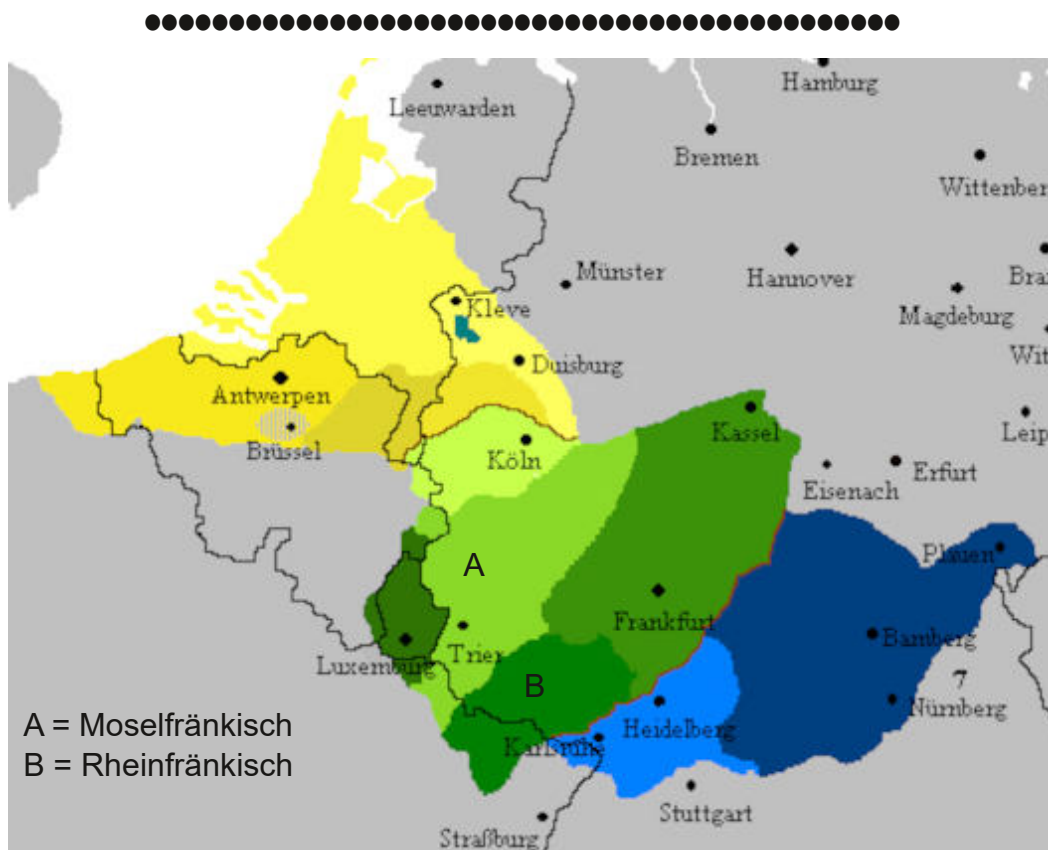 Hamburg
Leeuwarden
Bremen
Wittenber
Münster
Hannover
Bra
Kleve
Magdeburg
Wit
Duisburg
Antwerpen
Kassel
Leip
Brüssel
Köln
Erfurt
Eisenach
Plauen
A
Frankfurt
Bamberg
Trier
Luxemburg
B
7
Nürnberg
A = Moselfränkisch
Heidelberg
Karlsruhe
B = Rheinfränkisch
Stuttgart
Straßburg